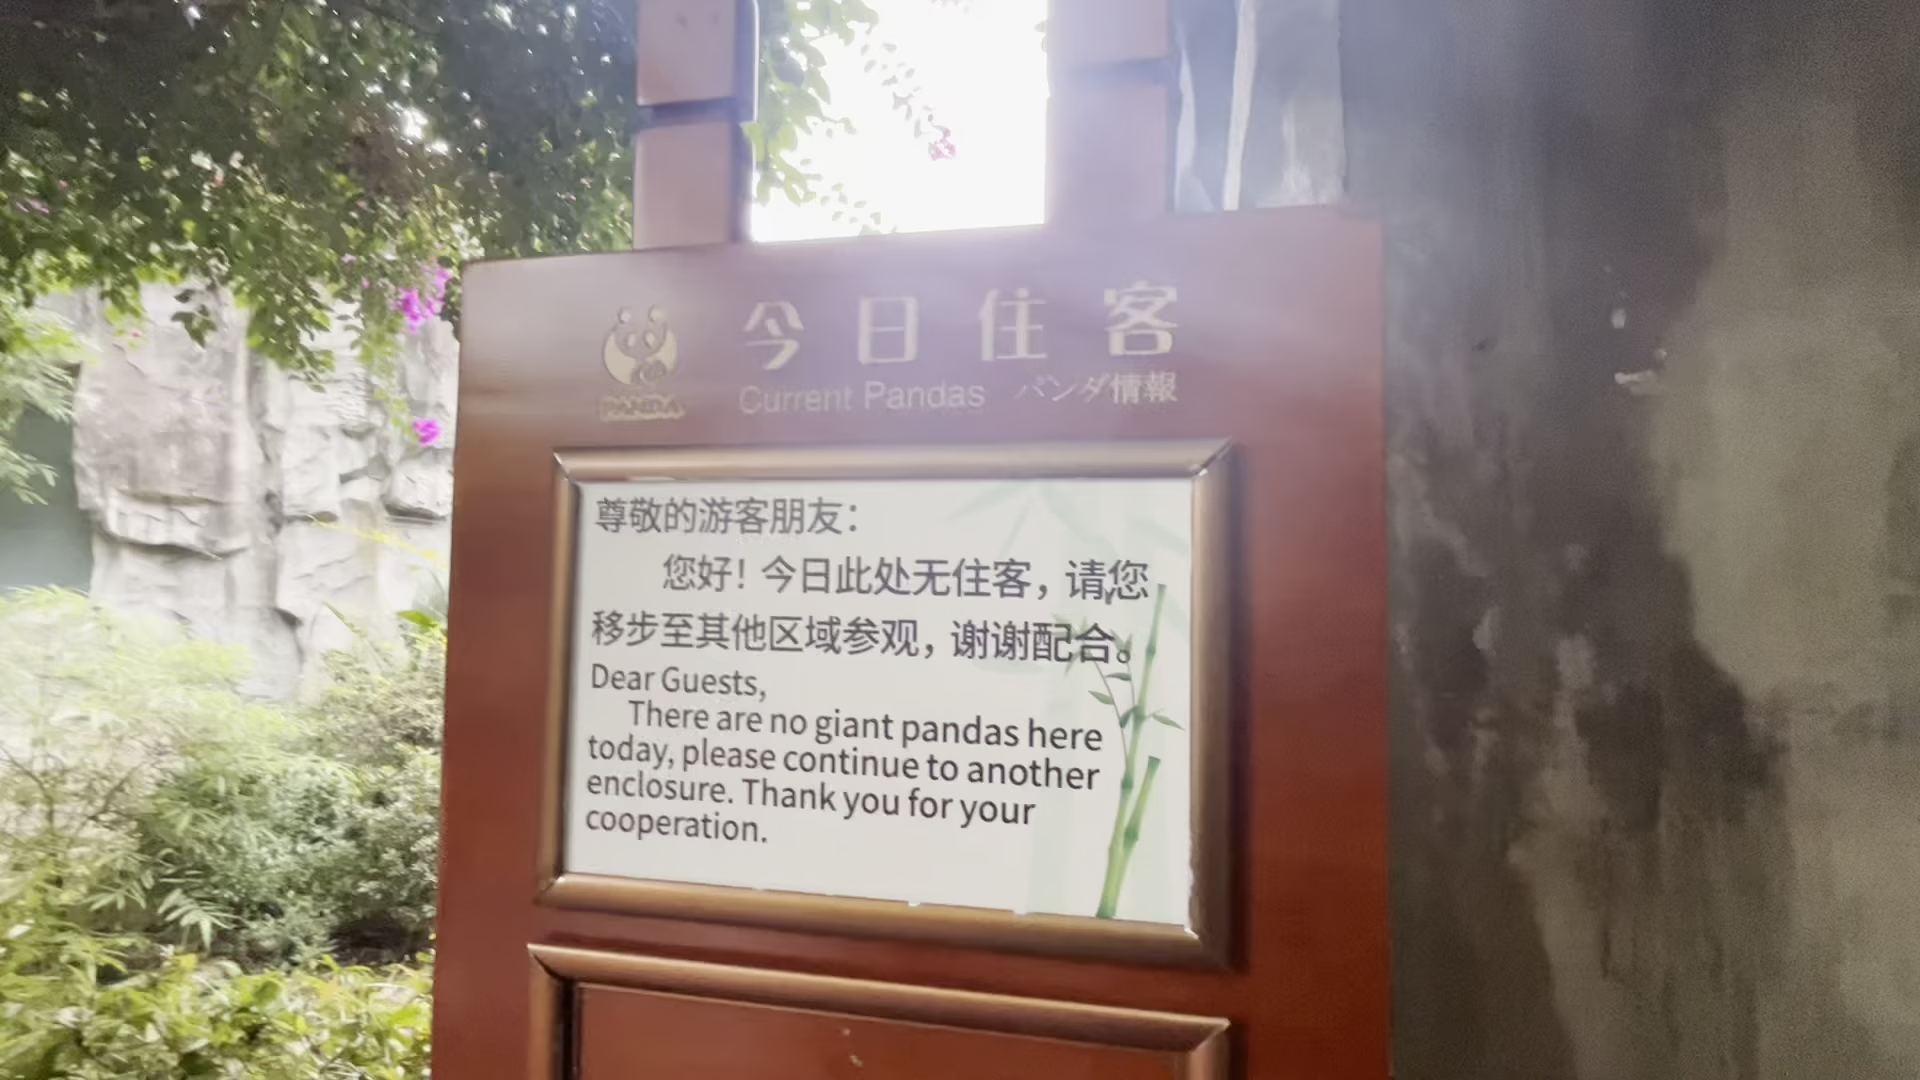 今日住客
PANDA
Current Pandas パンダ情報
尊敬的游客朋友：
您好！今日此处无住客，请您
移步至其他区域参观，谢谢配合。
Dear Guests,
There are no giant pandas here
today, please continue to another
enclosure. Thank you for your
cooperation.